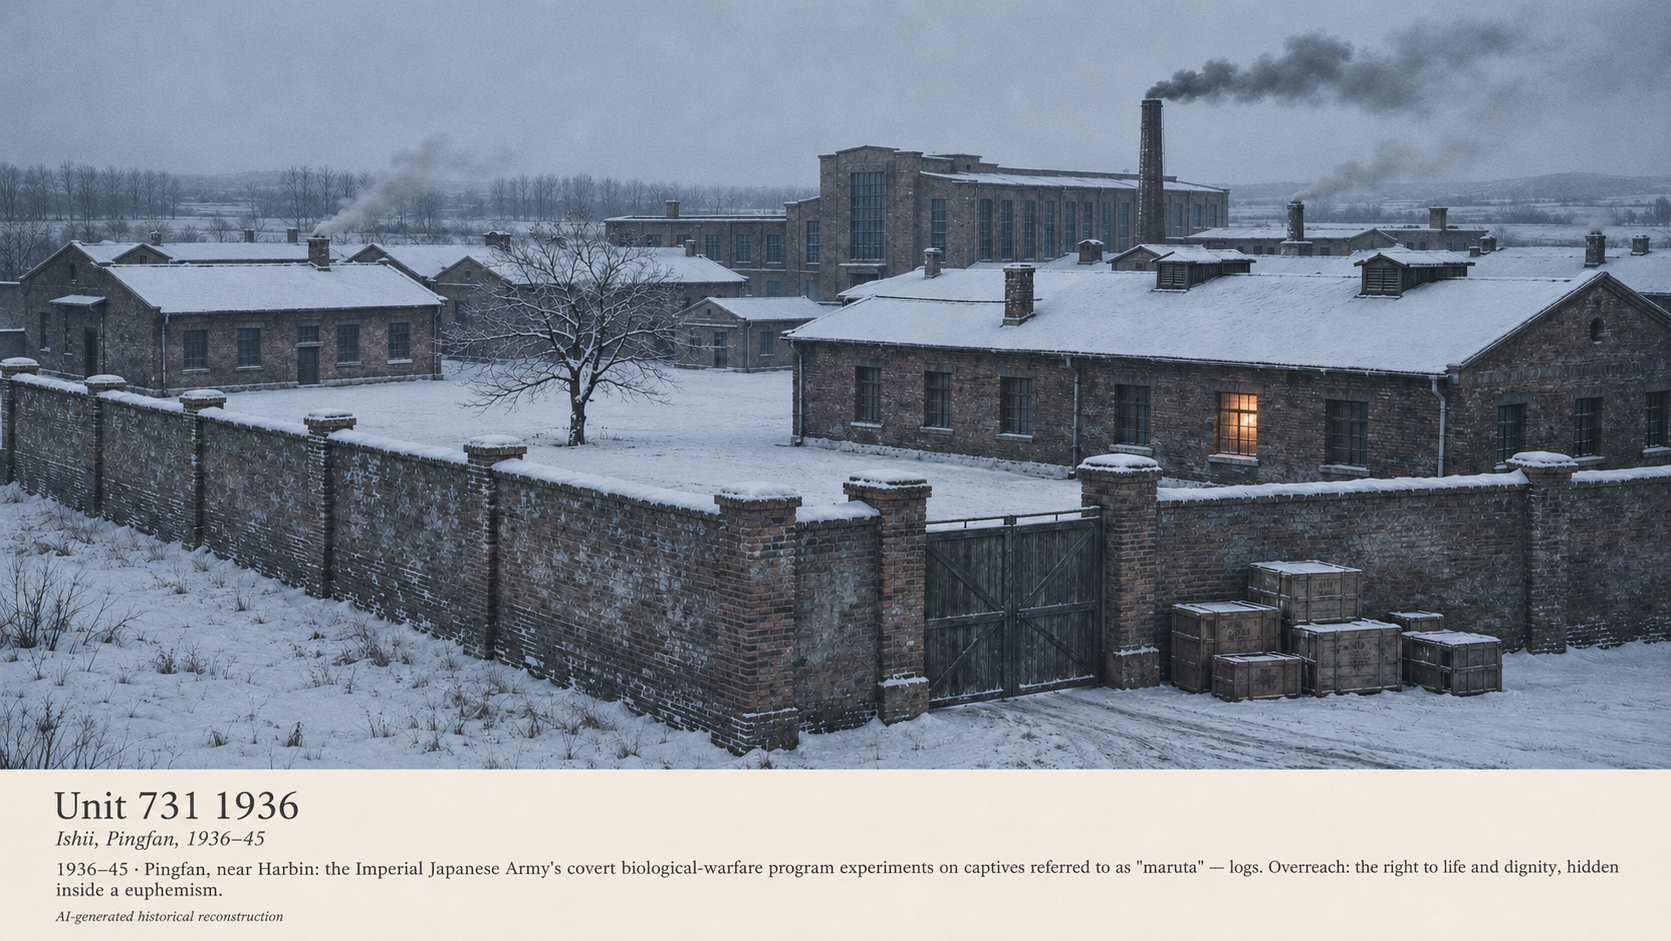 Unit 731 1936
Ishii, Pingfan, 1936–45
1936–45 · Pingfan, near Harbin: the Imperial Japanese Army's covert biological-warfare program experiments on captives referred to as "maruta" — logs. Overreach: the right to life and dignity, hidden
inside a euphemism.
AI-generated historical reconstruction